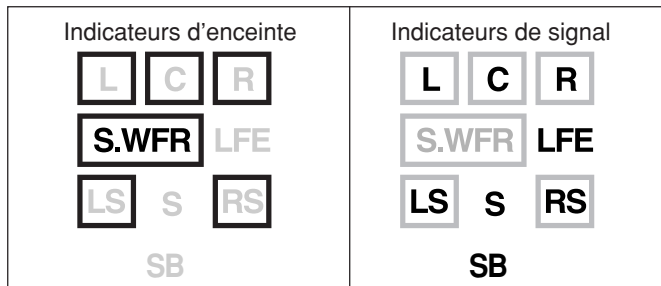 Indicateurs d'enceinte
L C R
S.WFR LFE
LS S RS
SB
Indicateurs de signal
L C R
S.WFR LFE
LS S RS
SB